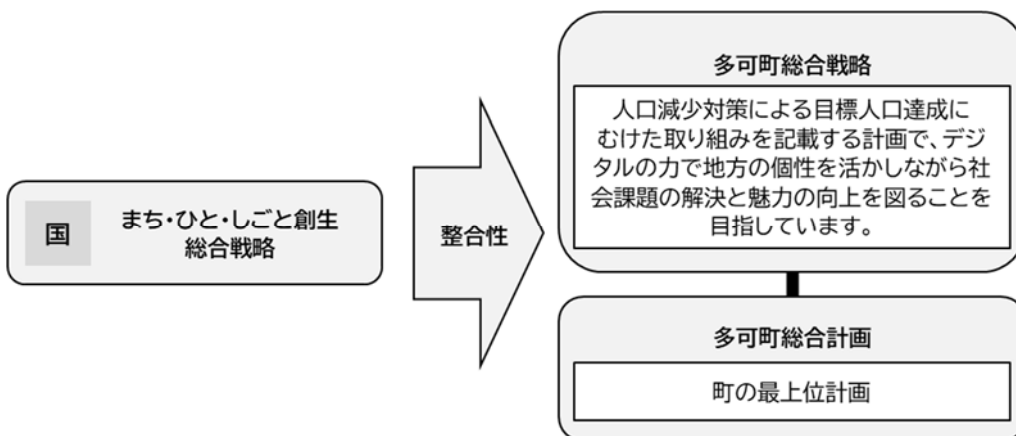 国
まち・ひと・しごと創生
総合戦略
整合性
多可町総合戦略
人口減少対策による目標人口達成に
むけた取り組みを記載する計画で、デジ
タルの力で地方の個性を活かしながら社
会課題の解決と魅力の向上を図ることを
目指しています。
多可町総合計画
町の最上位計画